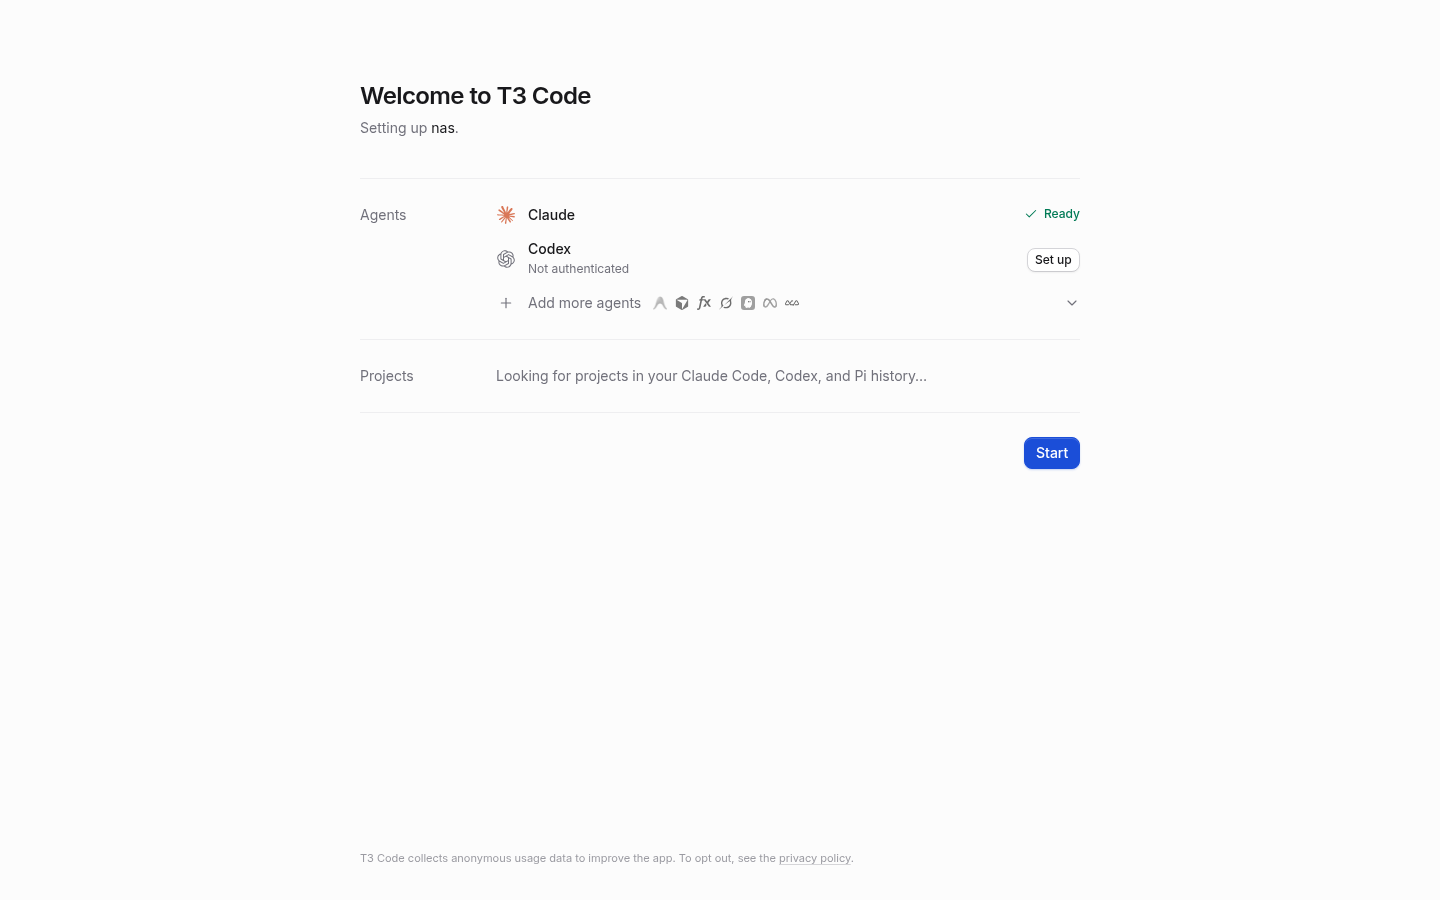 Welcome to T3 Code
Setting up nas.
Agents
Claude
Ready
Codex
Not authenticated
Set up
Add more agents
Projects
Looking for projects in your Claude Code, Codex, and Pi history...
Start
T3 Code collects anonymous usage data to improve the app. To opt out, see the privacy policy.